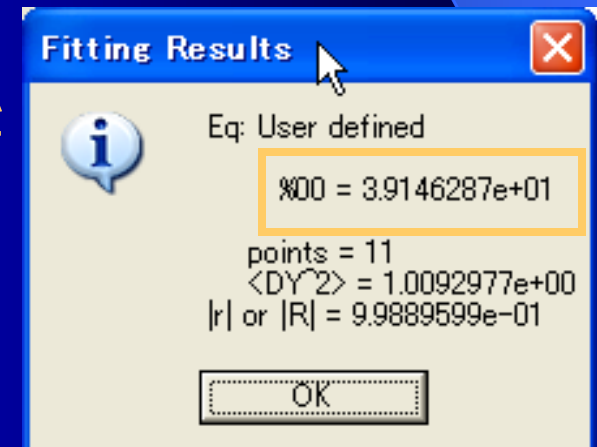 Fitting Results
Eq: User defined
%00 = 3.9146287e+01
points = 11
<DY^2> = 1.0092977e+00
|r| or |R| = 9.9889599e-01
OK